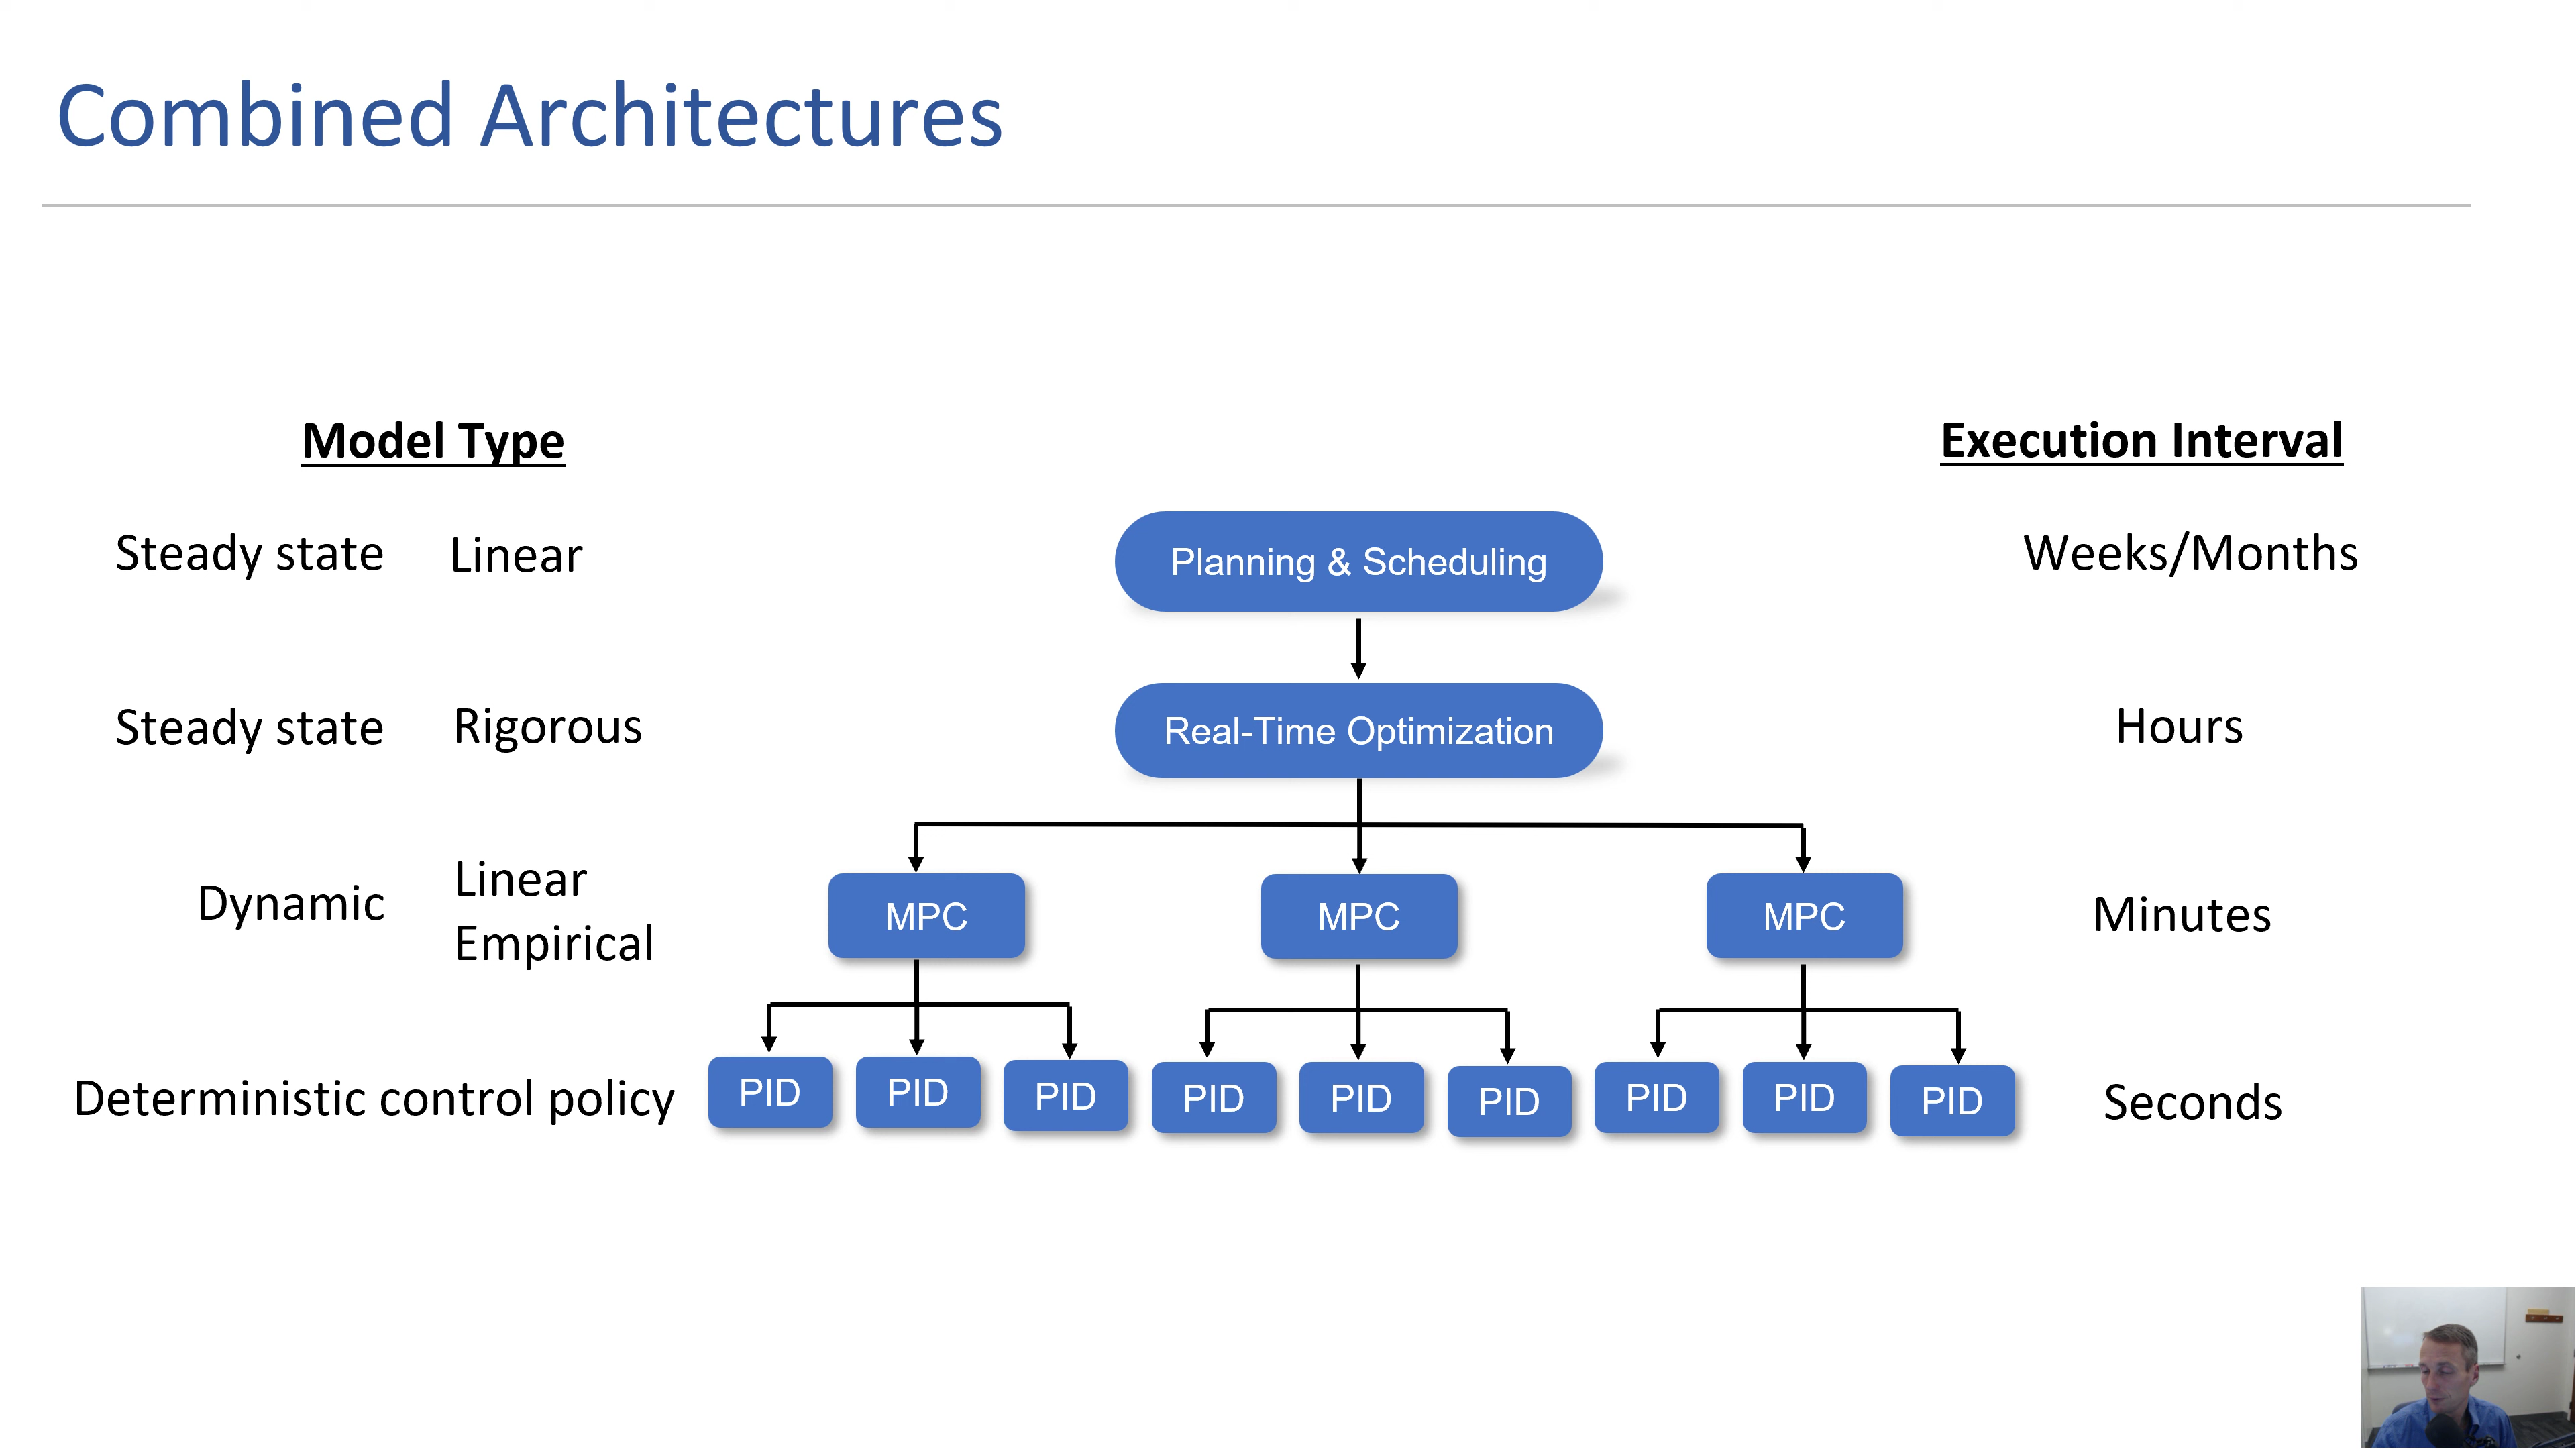 Combined Architectures
Model Type
Execution Interval
Steady state Linear
Planning & Scheduling
Weeks/Months
Steady state Rigorous
Real-Time Optimization
Hours
Dynamic
Linear
Empirical
MPC
MPC
MPC
Minutes
Deterministic control policy
PID
PID
PID
PID
PID
PID
PID
PID
PID
Seconds